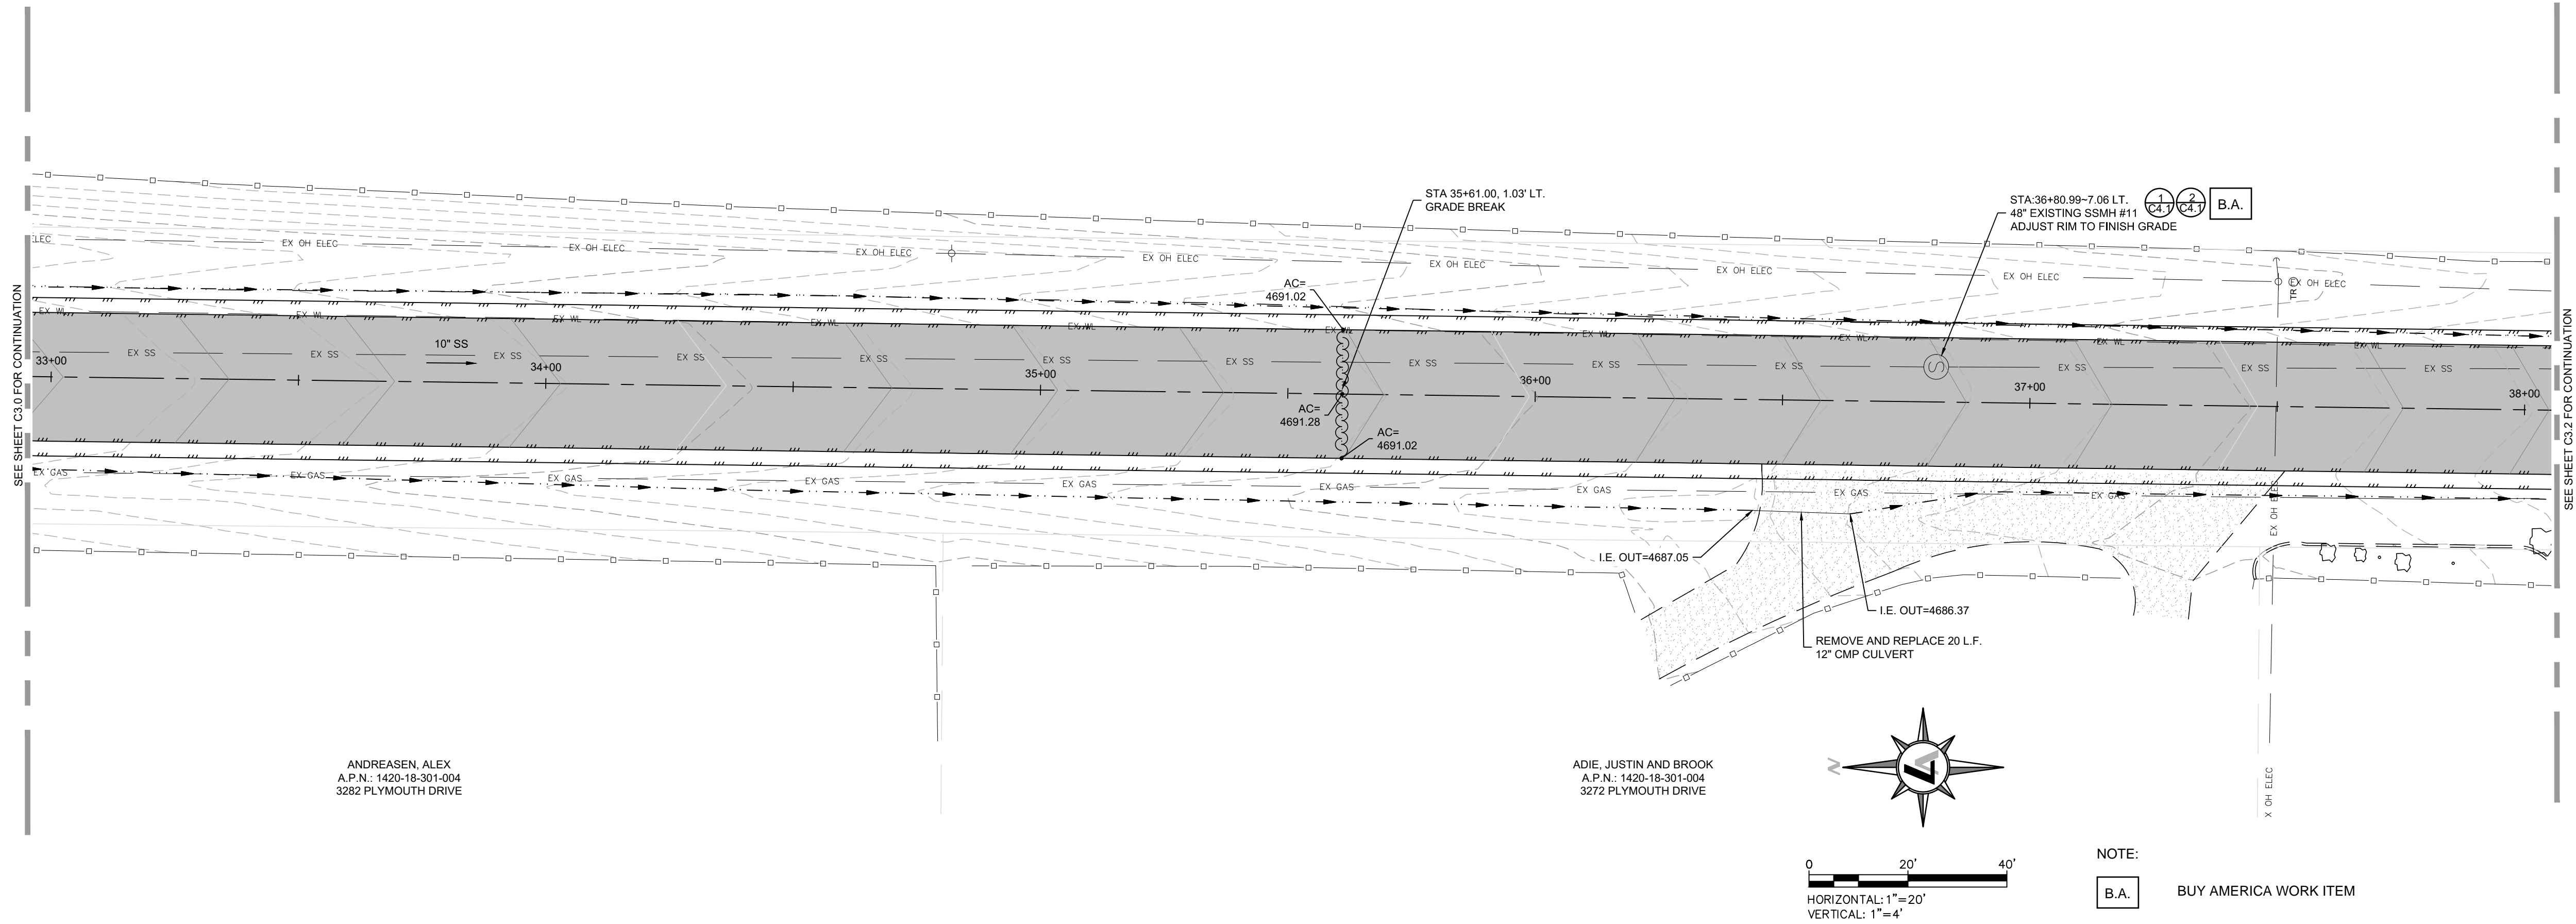 SEE SHEET C3.0 FOR CONTINUATION
SEE SHEET C3.2 FOR CONTINUATION
STA 35+61.00, 1.03' LT.
GRADE BREAK
STA:36+80.99~7.06 LT.
48" EXISTING SSMH #11
ADJUST RIM TO FINISH GRADE
1
C4.1
2
C4.1
B.A.
LEC
EX OH ELEC
EX OH ELEC
EX OH ELEC
EX OH ELEC
EX OH ELEC
EX OH ELEC
EX OH ELEC
EX OH ELEC
TR
AC=
4691.02
EX WL
EX WL
EX WL
EX WL
EX WL
EX WL
EX WL
EX WL
EX WL
EX WL
10" SS
EX SS
EX SS
EX SS
EX SS
EX SS
EX SS
EX SS
EX SS
EX SS
EX SS
EX SS
EX SS
EX SS
33+00
34+00
35+00
36+00
37+00
38+00
S
AC=
4691.28
AC=
4691.02
EX GAS
EX GAS
EX GAS
EX GAS
EX GAS
EX GAS
EX GAS
EX GAS
EX GAS
EX OH ELEC
I.E. OUT=4687.05
I.E. OUT=4686.37
REMOVE AND REPLACE 20 L.F.
12" CMP CULVERT
ANDREASEN, ALEX
A.P.N.: 1420-18-301-004
3282 PLYMOUTH DRIVE
ADIE, JUSTIN AND BROOK
A.P.N.: 1420-18-301-004
3272 PLYMOUTH DRIVE
N
X OH ELEC
0 20' 40'
HORIZONTAL: 1"=20'
VERTICAL: 1"=4'
NOTE:
B.A. BUY AMERICA WORK ITEM